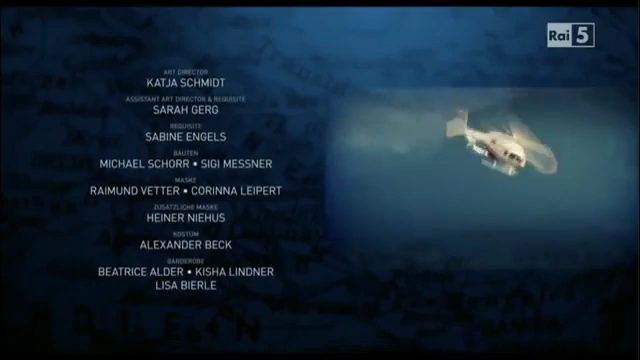 Rai 5
ART DIRECTOR
KATJA SCHMIDT
ASSISTANT ART DIRECTOR & REQUISITE
SARAH GERG
REQUISITE
SABINE ENGELS
BAUTEN
MICHAEL SCHORR • SIGI MESSNER
MASKE
RAIMUND VETTER • CORINNA LEIPERT
ZUSÄTZLICHE MASKE
HEINER NIEHUS
KOSTÜM
ALEXANDER BECK
GARDEROBE
BEATRICE ALDER • KISHA LINDNER
LISA BIERLE